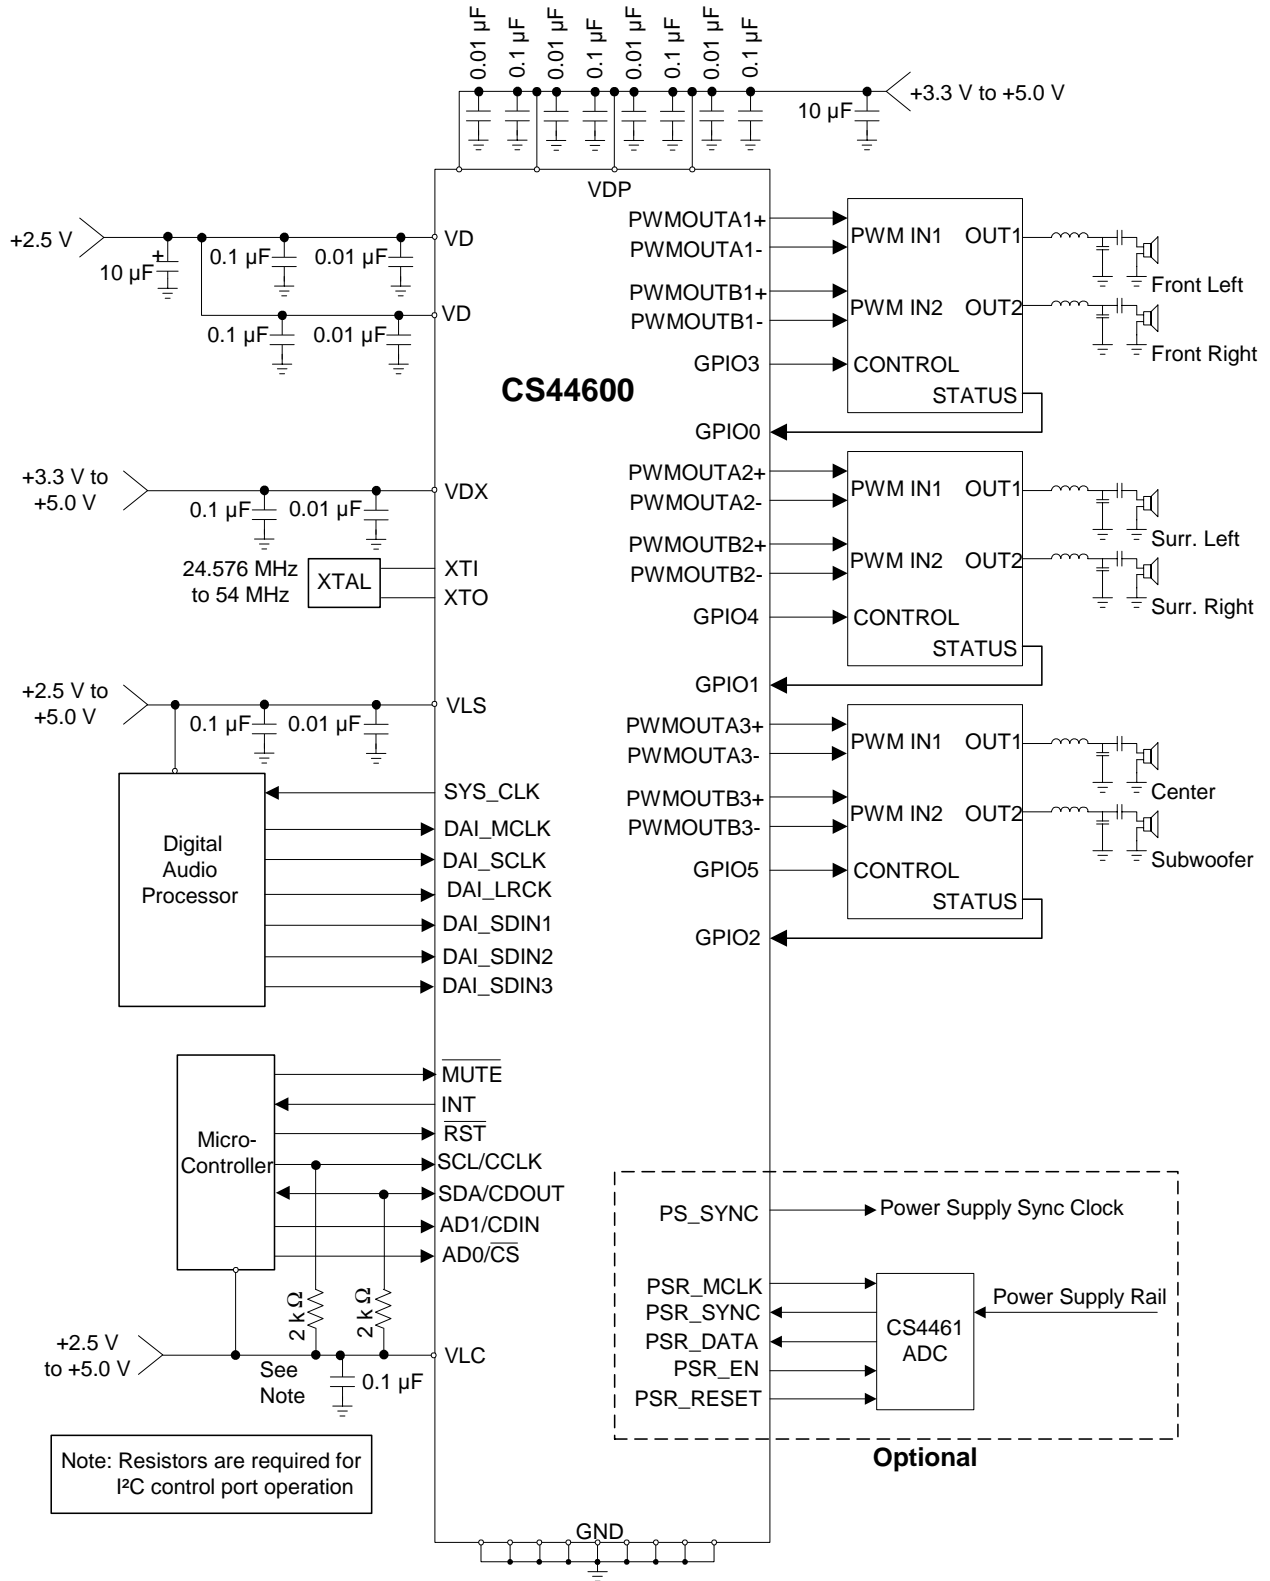 0.01 µF
0.1 µF
0.01 µF
0.1 µF
0.01 µF
0.1 µF
0.01 µF
0.1 µF
10 µF
+3.3 V to +5.0 V
VDP
+2.5 V
10 µF
+
0.1 µF
0.01 µF
VD
0.1 µF
0.01 µF
VD
CS44600
+3.3 V to
+5.0 V
0.1 µF
0.01 µF
VDX
24.576 MHz
to 54 MHz
XTAL
XTI
XTO
+2.5 V to
+5.0 V
0.1 µF
0.01 µF
VLS
Digital
Audio
Processor
SYS_CLK
DAI_MCLK
DAI_SCLK
DAI_LRCK
DAI_SDIN1
DAI_SDIN2
DAI_SDIN3
Micro-
Controller
MUTE
INT
RST
SCL/CCLK
SDA/CDOUT
AD1/CDIN
AD0/CS
2 k Ω
2 k Ω
+2.5 V
to +5.0 V
See
Note
0.1 µF
VLC
Note: Resistors are required for
I²C control port operation
GND
PWMOUTA1+
PWMOUTA1-
PWMOUTB1+
PWMOUTB1-
GPIO3
GPIO0
PWM IN1
OUT1
PWM IN2
OUT2
CONTROL
STATUS
Front Left
Front Right
PWMOUTA2+
PWMOUTA2-
PWMOUTB2+
PWMOUTB2-
GPIO4
GPIO1
PWM IN1
OUT1
PWM IN2
OUT2
CONTROL
STATUS
Surr. Left
Surr. Right
PWMOUTA3+
PWMOUTA3-
PWMOUTB3+
PWMOUTB3-
GPIO5
GPIO2
PWM IN1
OUT1
PWM IN2
OUT2
CONTROL
STATUS
Center
Subwoofer
PS_SYNC
Power Supply Sync Clock
PSR_MCLK
PSR_SYNC
PSR_DATA
PSR_EN
PSR_RESET
CS4461
ADC
Power Supply Rail
Optional